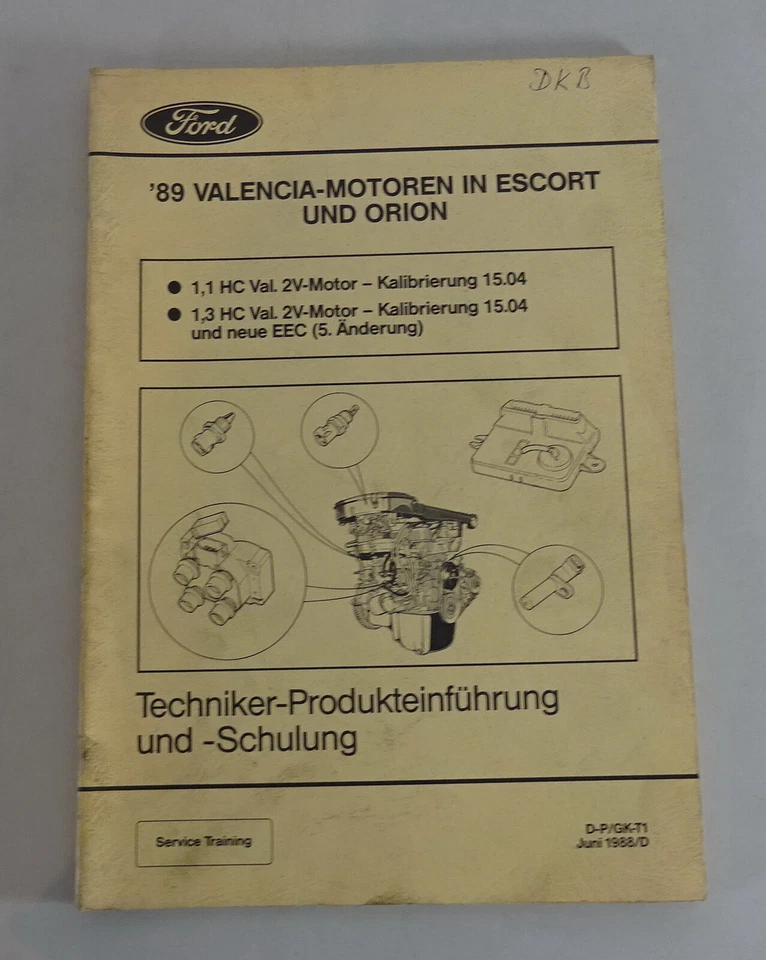 DKB
Ford
'89 VALENCIA-MOTOREN IN ESCORT
UND ORION
● 1,1 HC Val. 2V-Motor – Kalibrierung 15.04
● 1,3 HC Val. 2V-Motor – Kalibrierung 15.04
und neue EEC (5. Änderung)
Techniker-Produkteinführung
und -Schulung
Service Training
D-P/GK-T1
Juni 1988/D